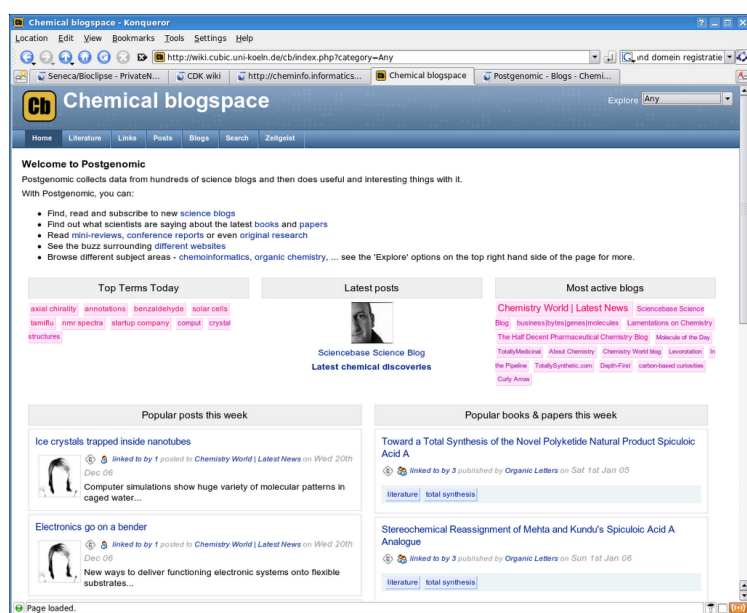 Chemical blogspace - Konqueror
Location Edit View Bookmarks Tools Settings Help
http://wiki.cubic.uni-koeln.de/cb/index.php?category=Any
ind domein registratie
Seneca/Bioclipse - PrivateN...
CDK wiki
http://cheminfo.informatics...
Chemical blogspace
Postgenomic - Blogs - Chemi...
Cb
Chemical blogspace
Explore Any
Home Literature Links Posts Blogs Search Zeitgeist
Welcome to Postgenomic
Postgenomic collects data from hundreds of science blogs and then does useful and interesting things with it.
With Postgenomic, you can:
• Find, read and subscribe to new science blogs
• Find out what scientists are saying about the latest books and papers
• Read mini-reviews, conference reports or even original research
• See the buzz surrounding different websites
• Browse different subject areas - chemoinformatics, organic chemistry, ... see the 'Explore' options on the top right hand side of the page for more.
Top Terms Today
axial chirality annotations benzaldehyde solar cells
tamiflu nmr spectra startup company comput crystal
structures
Latest posts
Sciencebase Science Blog
Latest chemical discoveries
Most active blogs
Chemistry World | Latest News Sciencebase Science
Blog business|bytes|genes|molecules Lamentations on Chemistry
The Half Decent Pharmaceutical Chemistry Blog Molecule of the Day
TotallyMedicinal About Chemistry Chemistry World blog Levorotation In
the Pipeline TotallySynthetic.com Depth-First carbon-based curiosities
Curly Arrow
Popular posts this week
Ice crystals trapped inside nanotubes
linked to by 1 posted to Chemistry World | Latest News on Wed 20th
Dec 06
Computer simulations show huge variety of molecular patterns in
caged water...
Electronics go on a bender
linked to by 1 posted to Chemistry World | Latest News on Wed 20th
Dec 06
New ways to deliver functioning electronic systems onto flexible
substrates...
Popular books & papers this week
Toward a Total Synthesis of the Novel Polyketide Natural Product Spiculoic
Acid A
linked to by 3 published by Organic Letters on Sat 1st Jan 05
literature total synthesis
Stereochemical Reassignment of Mehta and Kundu's Spiculoic Acid A
Analogue
linked to by 3 published by Organic Letters on Sun 1st Jan 06
literature total synthesis
Page loaded.